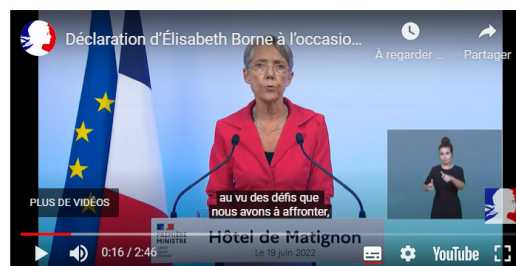 Déclaration d'Élisabeth Borne à l'occasio...
À regarder ...
Partager
PLUS DE VIDÉOS
au vu des défis que
nous avons à affronter,
PREMIÈRE
MINISTRE
Hôtel de Matignon
Le 19 juin 2022
0:16 / 2:46
YouTube